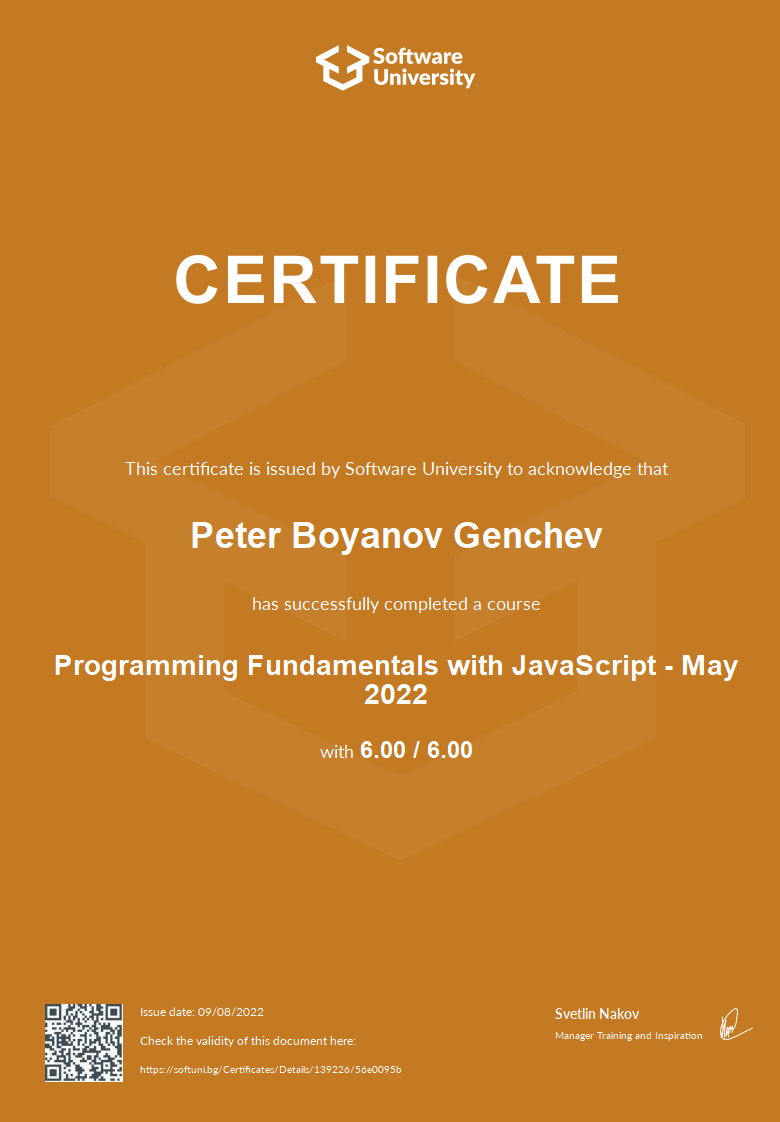 Software
University
CERTIFICATE
This certificate is issued by Software University to acknowledge that
Peter Boyanov Genchev
has successfully completed a course
Programming Fundamentals with JavaScript - May
2022
with 6.00 / 6.00
Issue date: 09/08/2022
Check the validity of this document here:
https://softuni.bg/Certificates/Details/139226/56e0095b
Svetlin Nakov
Manager Training and Inspiration